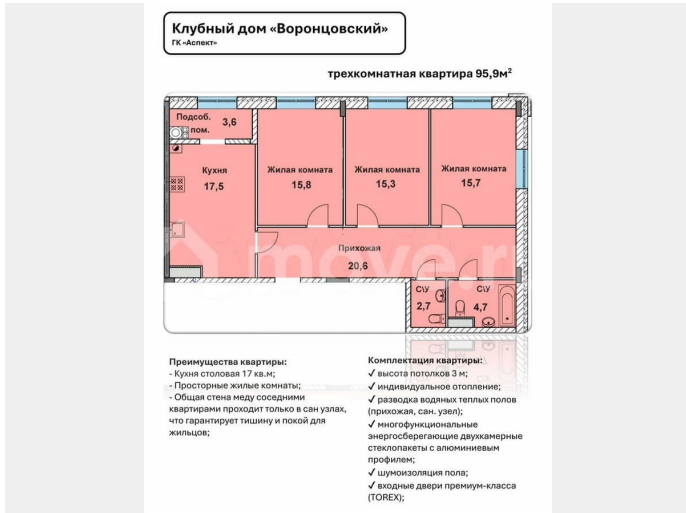 Клубный дом «Воронцовский»
ГК «Аспект»
трехкомнатная квартира 95,9м²
Подсоб. пом.
3,6
Кухня
17,5
Жилая комната
15,8
Жилая комната
15,3
Жилая комната
15,7
Прихожая
20,6
move.ru
С\У
2,7
С\У
4,7
Преимущества квартиры:
- Кухня столовая 17 кв.м;
- Просторные жилые комнаты;
- Общая стена меду соседними
квартирами проходит только в сан узлах,
что гарантирует тишину и покой для
жильцов;
Комплектация квартиры:
✓ высота потолков 3 м;
✓ индивидуальное отопление;
✓ разводка водяных теплых полов
(прихожая, сан. узел);
✓ многофункциональные
энергосберегающие двухкамерные
стеклопакеты с алюминиевым
профилем;
✓ шумоизоляция пола;
✓ входные двери премиум-класса
(TOREX);